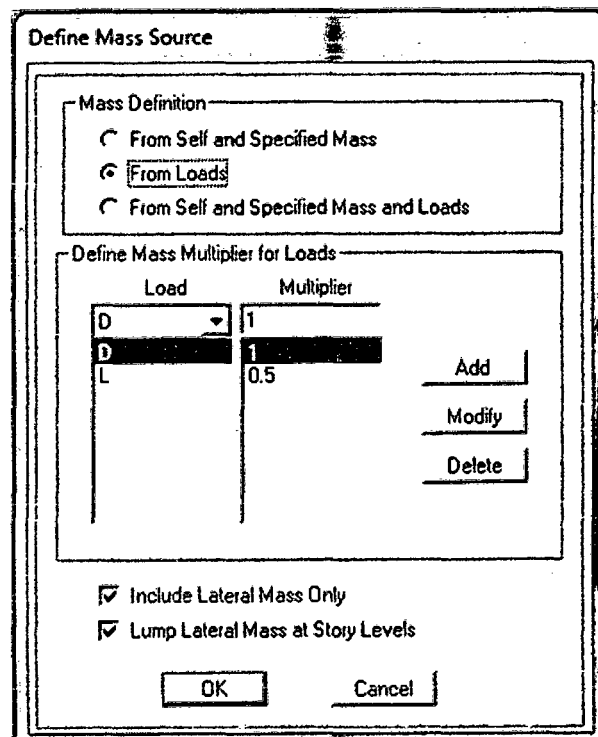 Define Mass Source
Mass Definition
From Self and Specified Mass
From Loads
From Self and Specified Mass and Loads
Define Mass Multiplier for Loads
Load Multiplier
D 1
D 1
L 0.5
Add
Modify
Delete
Include Lateral Mass Only
Lump Lateral Mass at Story Levels
OK Cancel